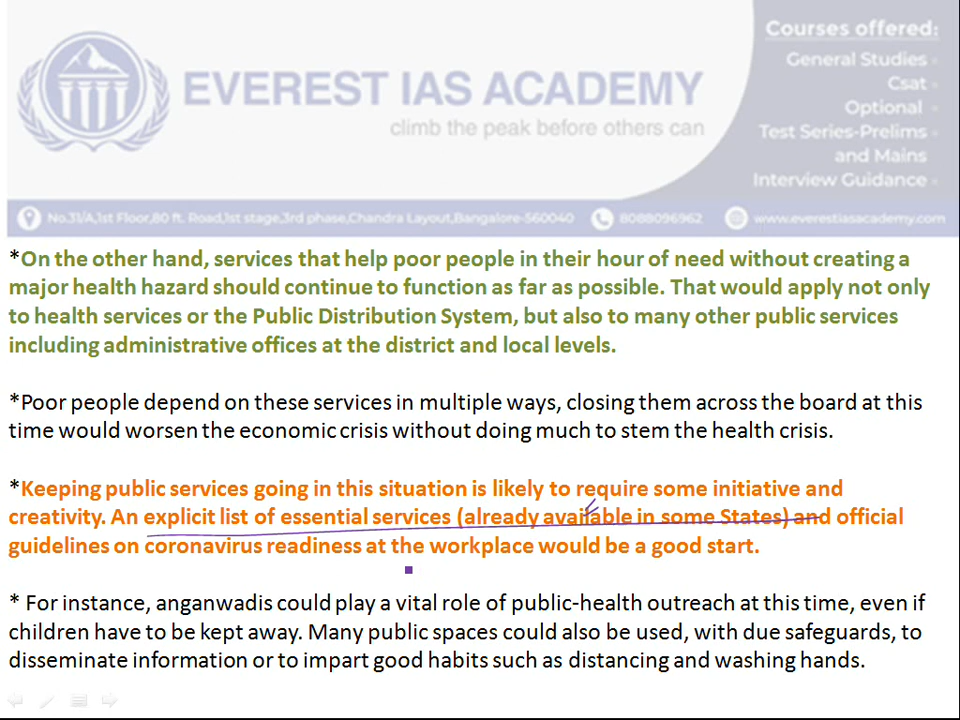 Courses offered:
General Studies
Csat
Optional
Test Series-Prelims
and Mains
Interview Guidance
EVEREST IAS ACADEMY
climb the peak before others can
No.31/A,1st Floor,80 ft. Road,1st stage,3rd phase,Chandra Layout,Bangalore-560040 8088096962 www.everestiasacademy.com
*On the other hand, services that help poor people in their hour of need without creating a
major health hazard should continue to function as far as possible. That would apply not only
to health services or the Public Distribution System, but also to many other public services
including administrative offices at the district and local levels.
*Poor people depend on these services in multiple ways, closing them across the board at this
time would worsen the economic crisis without doing much to stem the health crisis.
*Keeping public services going in this situation is likely to require some initiative and
creativity. An explicit list of essential services (already available in some States) and official
guidelines on coronavirus readiness at the workplace would be a good start.
* For instance, anganwadis could play a vital role of public-health outreach at this time, even if
children have to be kept away. Many public spaces could also be used, with due safeguards, to
disseminate information or to impart good habits such as distancing and washing hands.